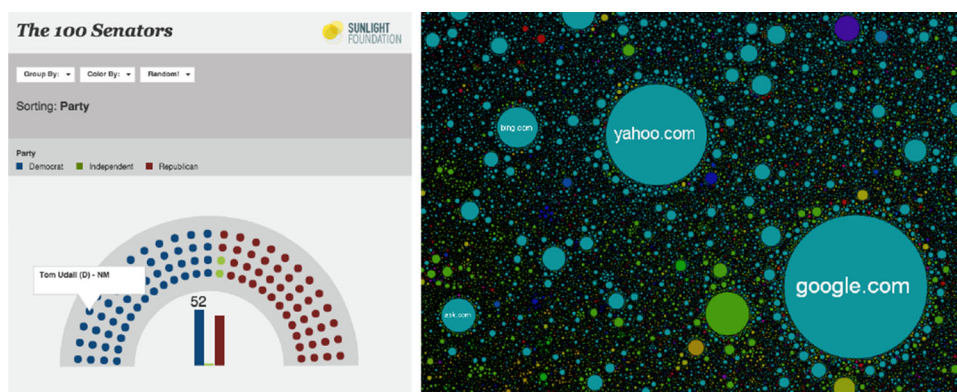 The 100 Senators
SUNLIGHT
FOUNDATION
Group By:
Color By:
Random!
Sorting: Party
Party
Democrat
Independent
Republican
Tom Udall (D) - NM
52
bing.com
yahoo.com
google.com
ask.com